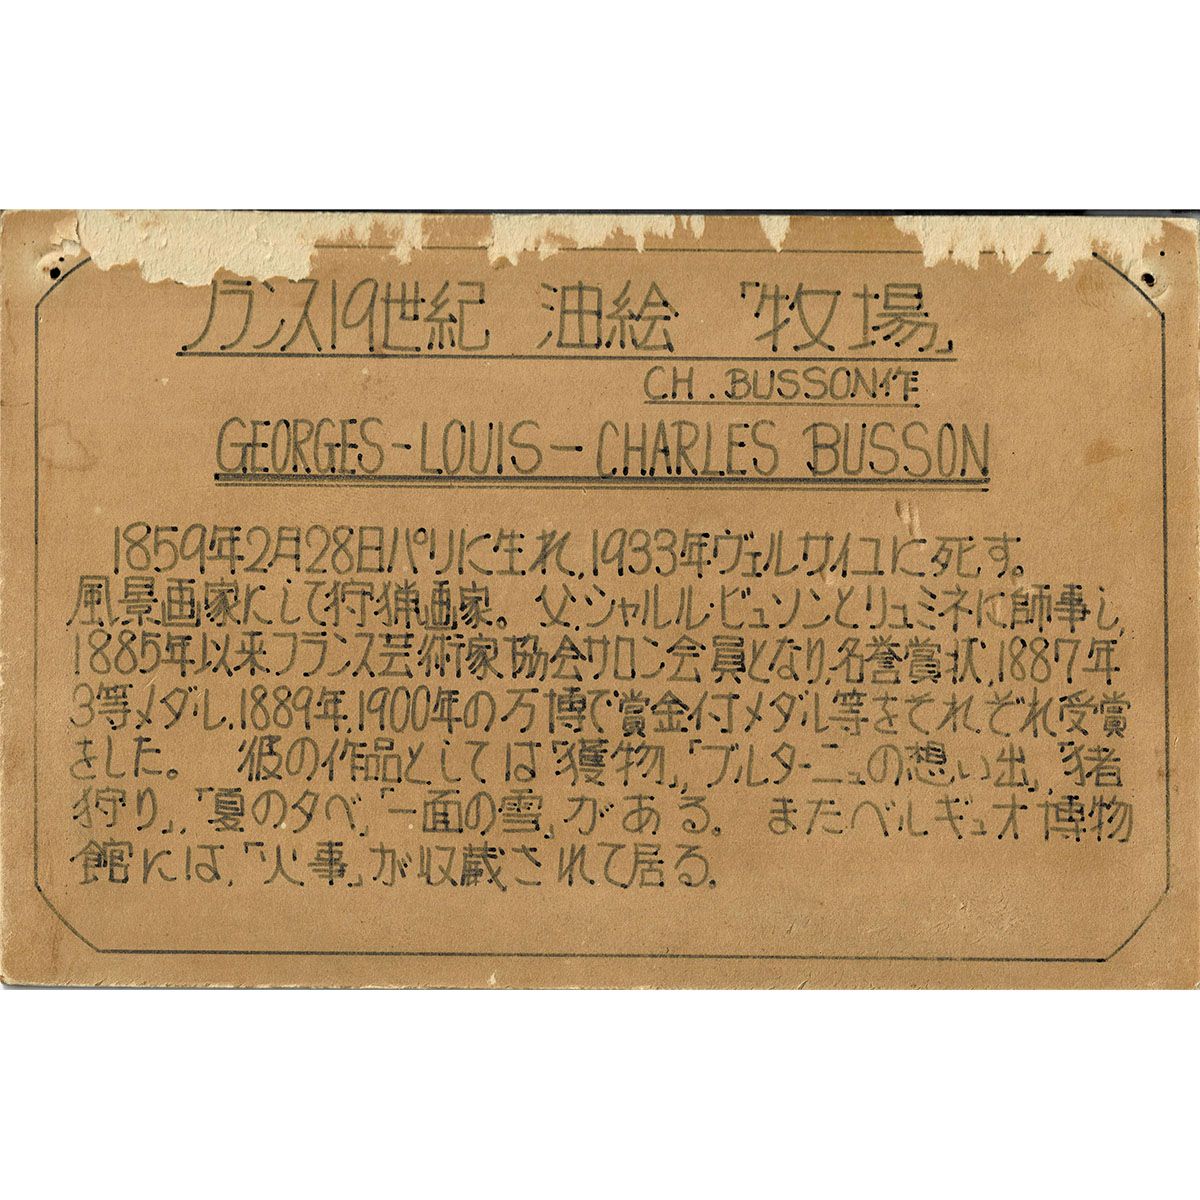 フランス19世紀 油絵 「牧場」
CH. BUSSON作
GEORGES-LOUIS-CHARLES BUSSON
1859年2月28日パリに生れ、1933年ヴェルサイユに死す。
風景画家にして狩猟画家。父、シャルル・ビュソンとリュミネに師事し、
1885年以来フランス芸術家協会サロン会員となり、名誉賞状、1887年
3等メダル、1889年、1900年の万博で賞金付メダル等をそれぞれ受賞
をした。 彼の作品としては「獲物」、「ブルターニュの想い出」、「猪
狩り」、「夏の夕べ」、「一面の雪」がある。 またベルギュオ博物
館には、「火事」が収蔵されて居る。